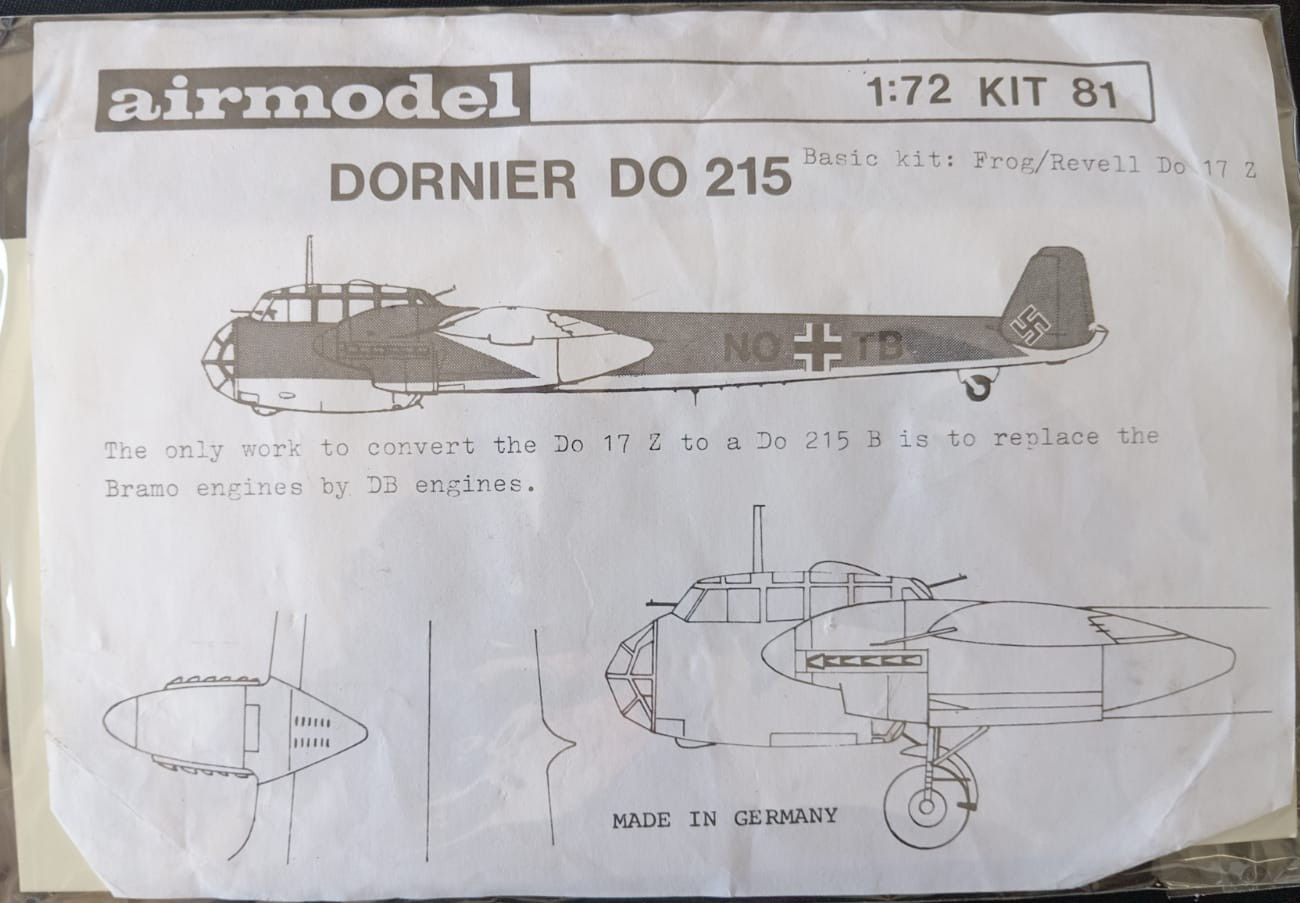 airmodel 1:72 KIT 81
DORNIER DO 215 Basic kit: Frog/Revell Do 17 Z
NO TB
The only work to convert the Do 17 Z to a Do 215 B is to replace the
Bramo engines by DB engines.
MADE IN GERMANY